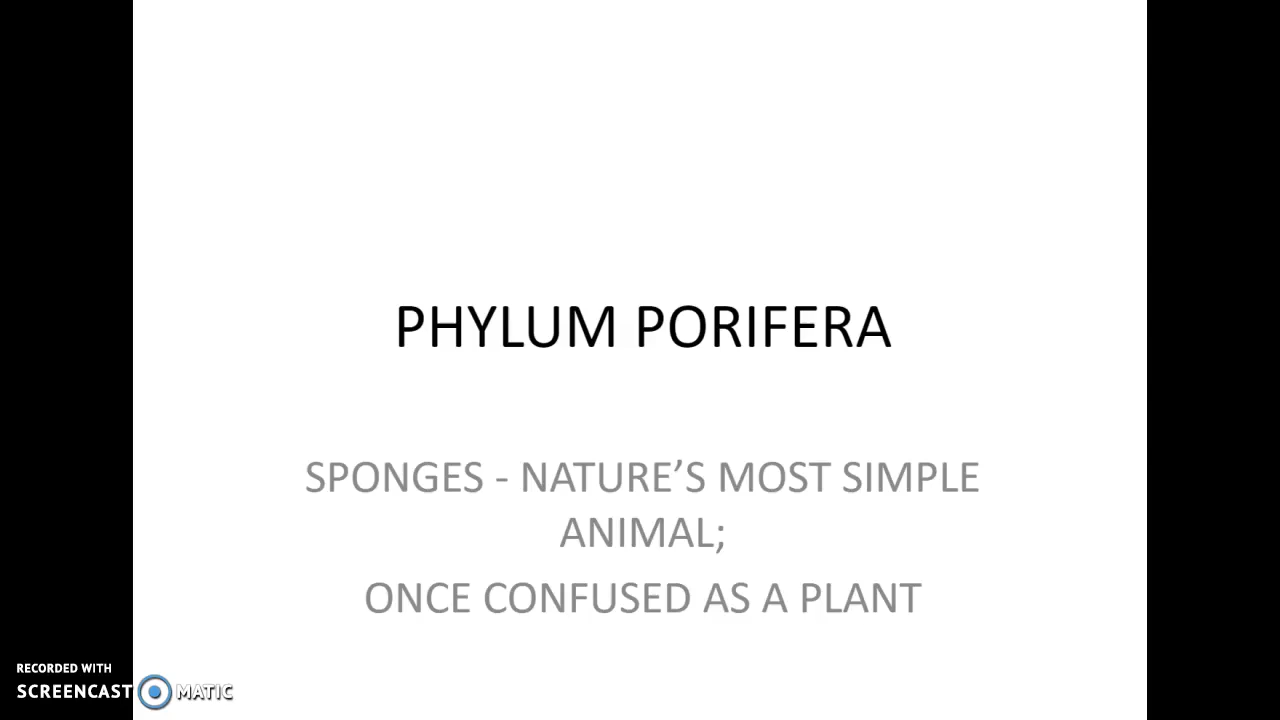 PHYLUM PORIFERA
SPONGES - NATURE’S MOST SIMPLE
ANIMAL;
ONCE CONFUSED AS A PLANT
RECORDED WITH
SCREENCAST MATIC